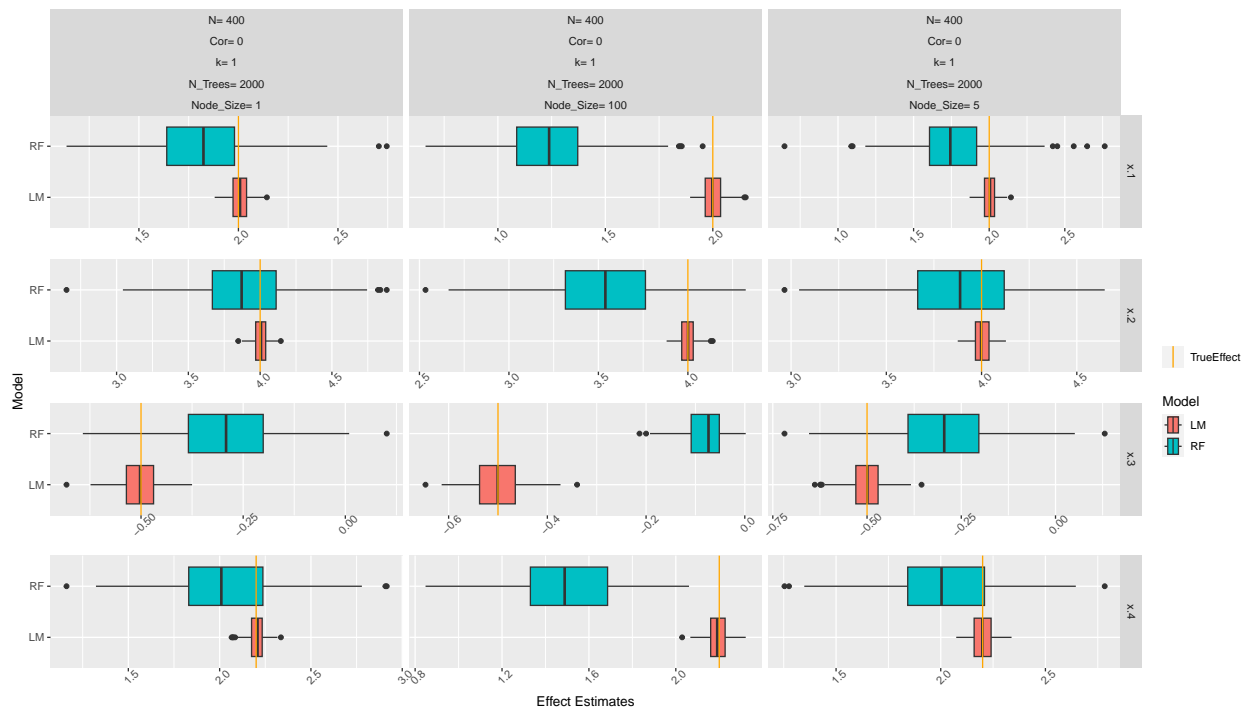 N= 400
Cor= 0
k= 1
N_Trees= 2000
Node_Size= 1
N= 400
Cor= 0
k= 1
N_Trees= 2000
Node_Size= 100
N= 400
Cor= 0
k= 1
N_Trees= 2000
Node_Size= 5
RF
LM
x.1
1.5
2.0
2.5
1.0
1.5
2.0
1.0
1.5
2.0
2.5
RF
LM
x.2
3.0
3.5
4.0
4.5
2.5
3.0
3.5
4.0
3.0
3.5
4.0
4.5
RF
LM
x.3
−0.50
−0.25
0.00
−0.6
−0.4
−0.2
0.0
−0.75
−0.50
−0.25
0.00
RF
LM
x.4
1.5
2.0
2.5
3.0
0.8
1.2
1.6
2.0
1.5
2.0
2.5
Model
Effect Estimates
TrueEffect
Model
LM
RF